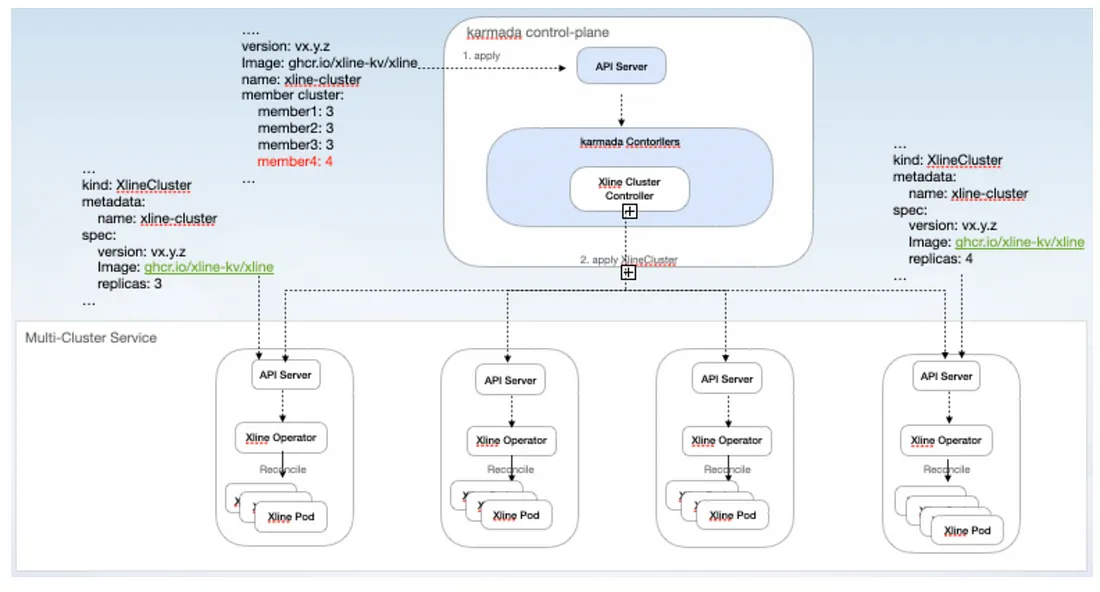 ....
version: vx.y.z
Image: ghcr.io/xline-kv/xline
name: xline-cluster
member cluster:
member1: 3
member2: 3
member3: 3
member4: 4
...
karmada control-plane
1. apply
API Server
karmada Contorllers
Xline Cluster
Controller
2. apply XlineCluster
...
kind: XlineCluster
metadata:
name: xline-cluster
spec:
version: vx.y.z
Image: ghcr.io/xline-kv/xline
replicas: 3
...
...
kind: XlineCluster
metadata:
name: xline-cluster
spec:
version: vx.y.z
Image: ghcr.io/xline-kv/xline
replicas: 4
...
Multi-Cluster Service
API Server
Xline Operator
Reconcile
Xline Pod
API Server
Xline Operator
Reconcile
Xline Pod
API Server
Xline Operator
Reconcile
Xline Pod
API Server
Xline Operator
Reconcile
Xline Pod